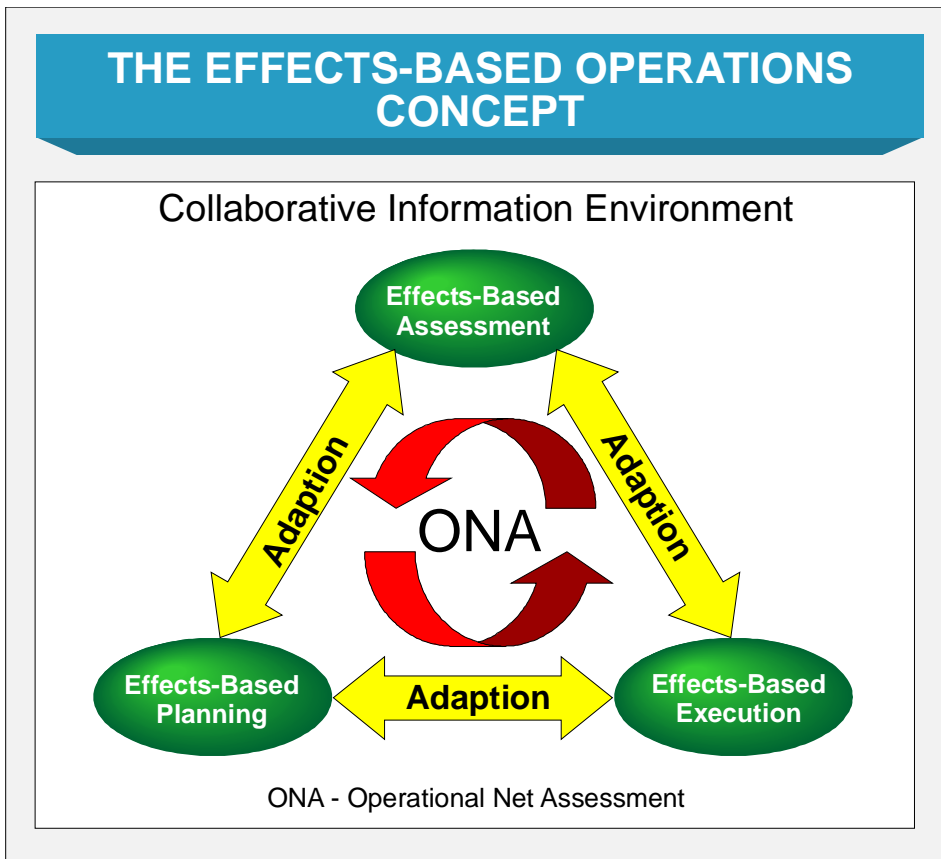 THE EFFECTS-BASED OPERATIONS
CONCEPT
Collaborative Information Environment
Effects-Based
Assessment
Adaption
Adaption
ONA
Effects-Based
Planning
Adaption
Effects-Based
Execution
ONA - Operational Net Assessment